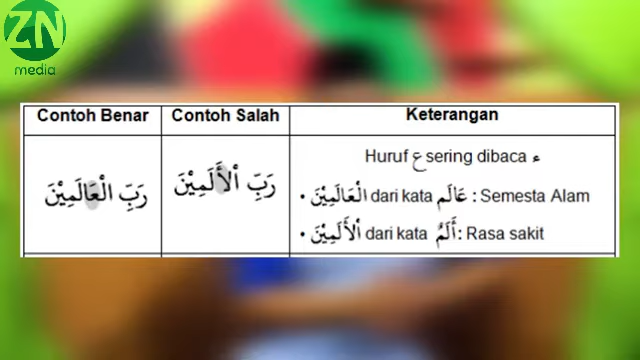 ZN
media
Contoh Benar
Contoh Salah
Keterangan
رَبِّ الْعَالَمِيْنَ
رَبِّ الْأَلَمِيْنَ
Huruf ع sering dibaca ء
• الْعَالَمِيْنَ dari kata عَالَم : Semesta Alam
• الْأَلَمِيْنَ dari kata أَلَمٌ : Rasa sakit